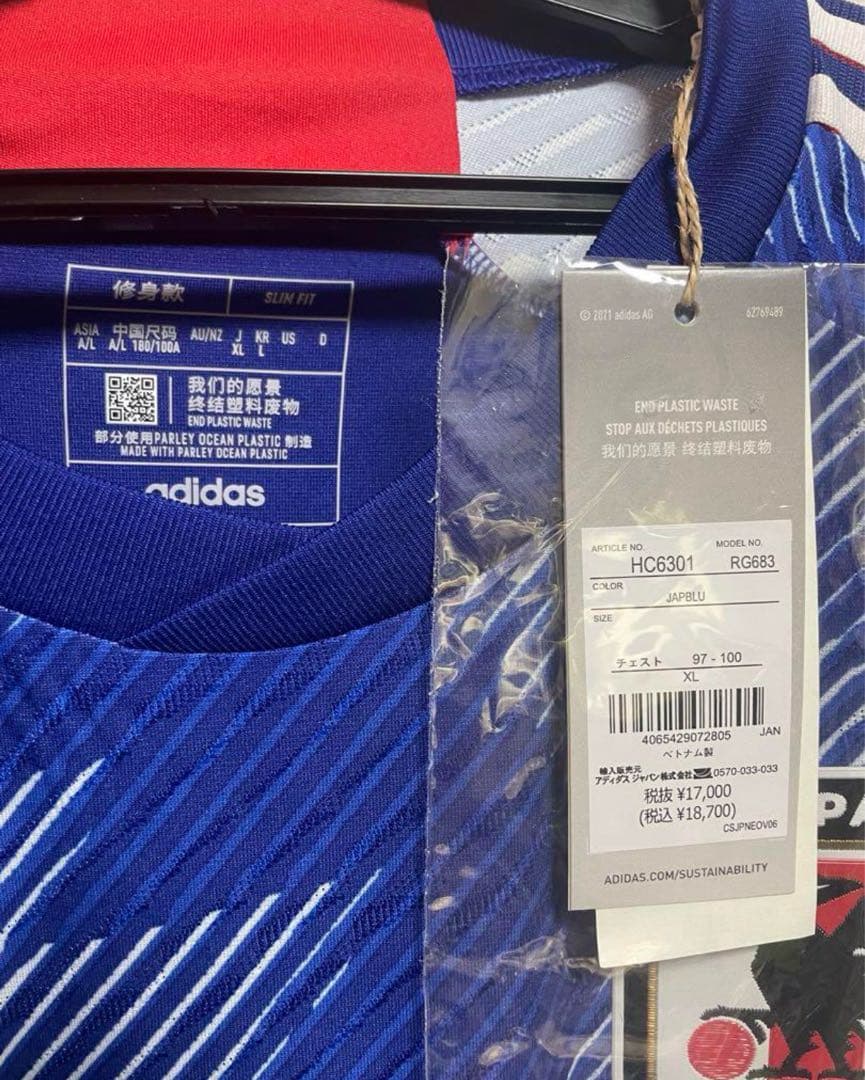 修身款 SLIM FIT
ASIA 中国尺码 AU/NZ J KR US D
A/L A/L 180/100A XL L
我们的愿景
终结塑料废物
END PLASTIC WASTE
部分使用PARLEY OCEAN PLASTIC 制造
MADE WITH PARLEY OCEAN PLASTIC
adidas
© 2021 adidas AG 62769489
END PLASTIC WASTE
STOP AUX DÉCHETS PLASTIQUES
我们的愿景 终结塑料废物
ARTICLE NO. MODEL NO.
HC6301 RG683
COLOR
JAPBLU
SIZE
チェスト 97 - 100
XL
4065429072805 JAN
ベトナム製
輸入販売元
アディダス ジャパン株式会社 0570-033-033
税抜 ¥17,000
(税込 ¥18,700)
CSJPNEOV06
ADIDAS.COM/SUSTAINABILITY
PA